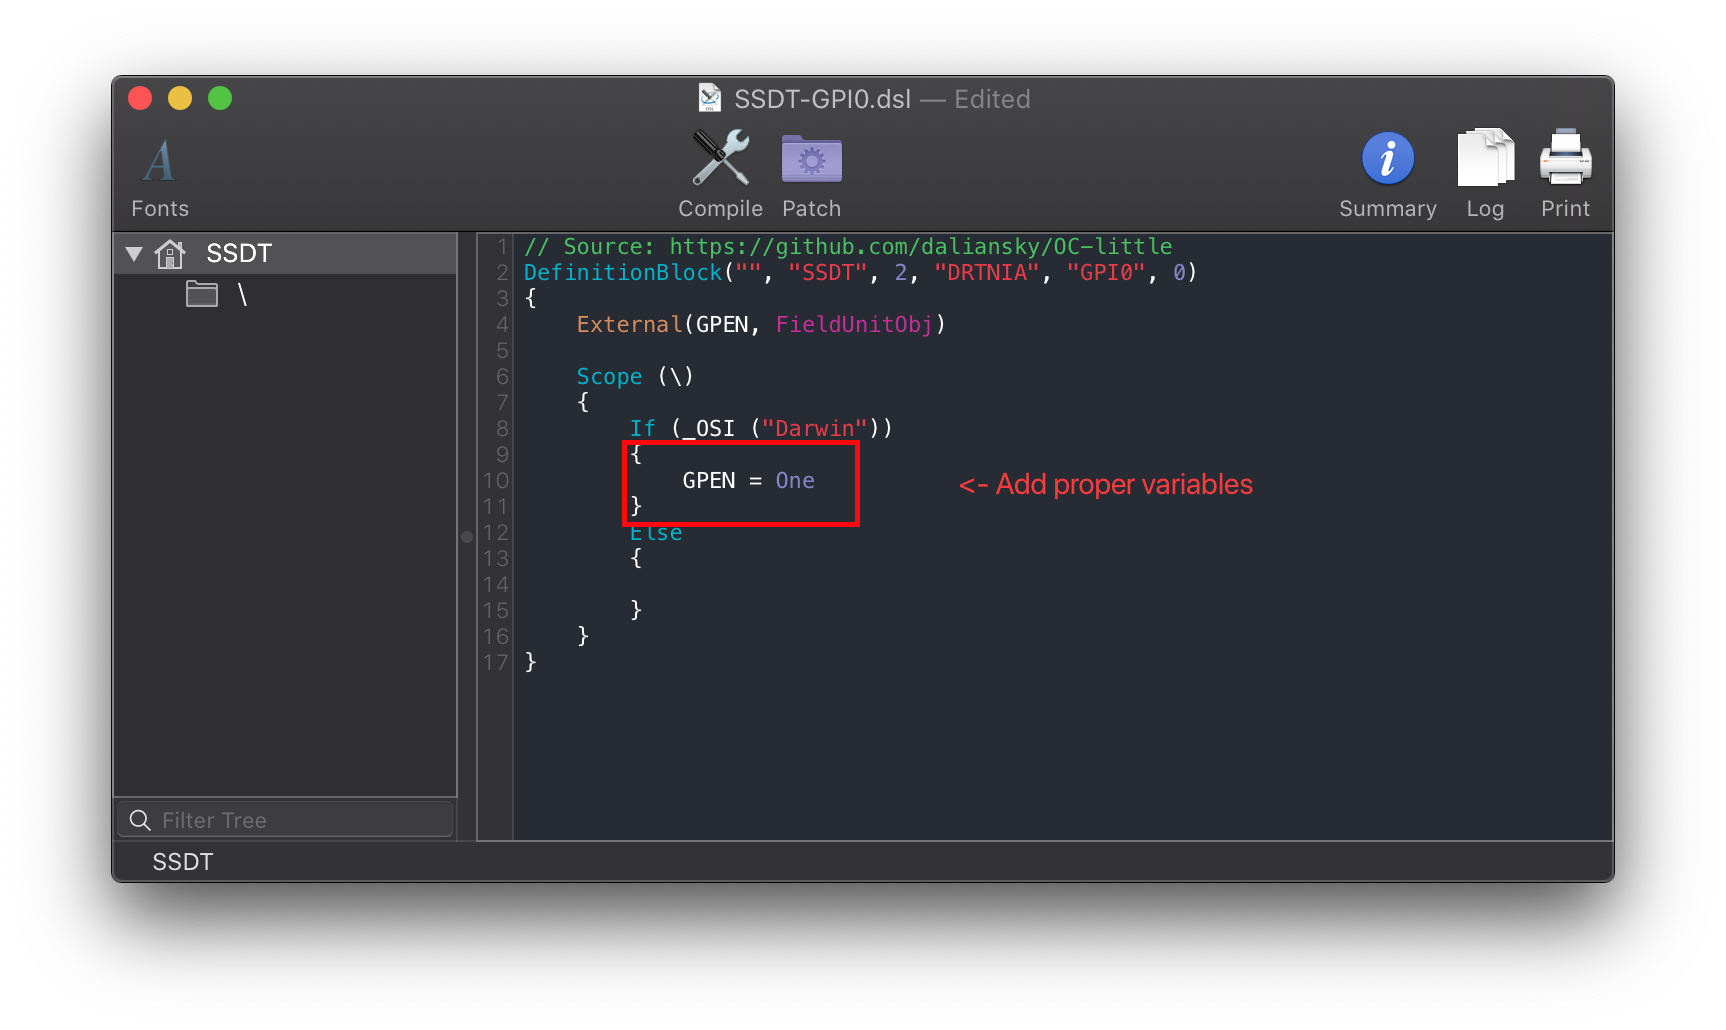 SSDT-GPI0.dsl — Edited
A
Fonts
Compile
Patch
DSL
i
Summary
Log
Print
SSDT
\
1 // Source: https://github.com/daliansky/OC-little
2 DefinitionBlock("", "SSDT", 2, "DRTNIA", "GPI0", 0)
3 {
4 External(GPEN, FieldUnitObj)
5
6 Scope (\)
7 {
8 If (_OSI ("Darwin"))
9 {
10 GPEN = One
<- Add proper variables
11 }
12 Else
13 {
14
15 }
16 }
17 }
Filter Tree
SSDT